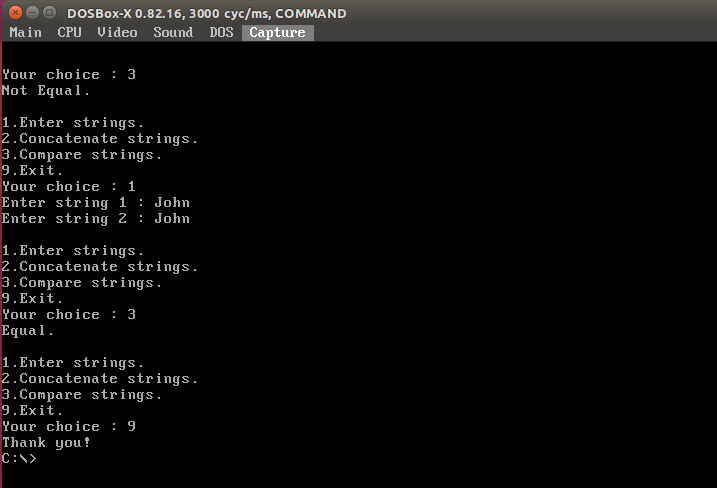 DOSBox-X 0.82.16, 3000 cyc/ms, COMMAND
Main CPU Video Sound DOS Capture
Your choice : 3
Not Equal.
1.Enter strings.
2.Concatenate strings.
3.Compare strings.
9.Exit.
Your choice : 1
Enter string 1 : John
Enter string 2 : John
1.Enter strings.
2.Concatenate strings.
3.Compare strings.
9.Exit.
Your choice : 3
Equal.
1.Enter strings.
2.Concatenate strings.
3.Compare strings.
9.Exit.
Your choice : 9
Thank you!
C:\>